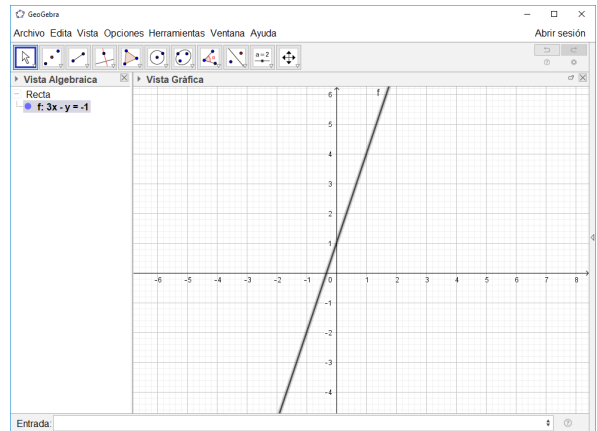 GeoGebra
Archivo Edita Vista Opciones Herramientas Ventana Ayuda Abrir sesión
a=2
Vista Algebraica Vista Gráfica
Recta
f: 3x - y = -1
f
6
5
4
3
2
1
-6 -5 -4 -3 -2 -1 0 1 2 3 4 5 6 7 8
-1
-2
-3
-4
Entrada: